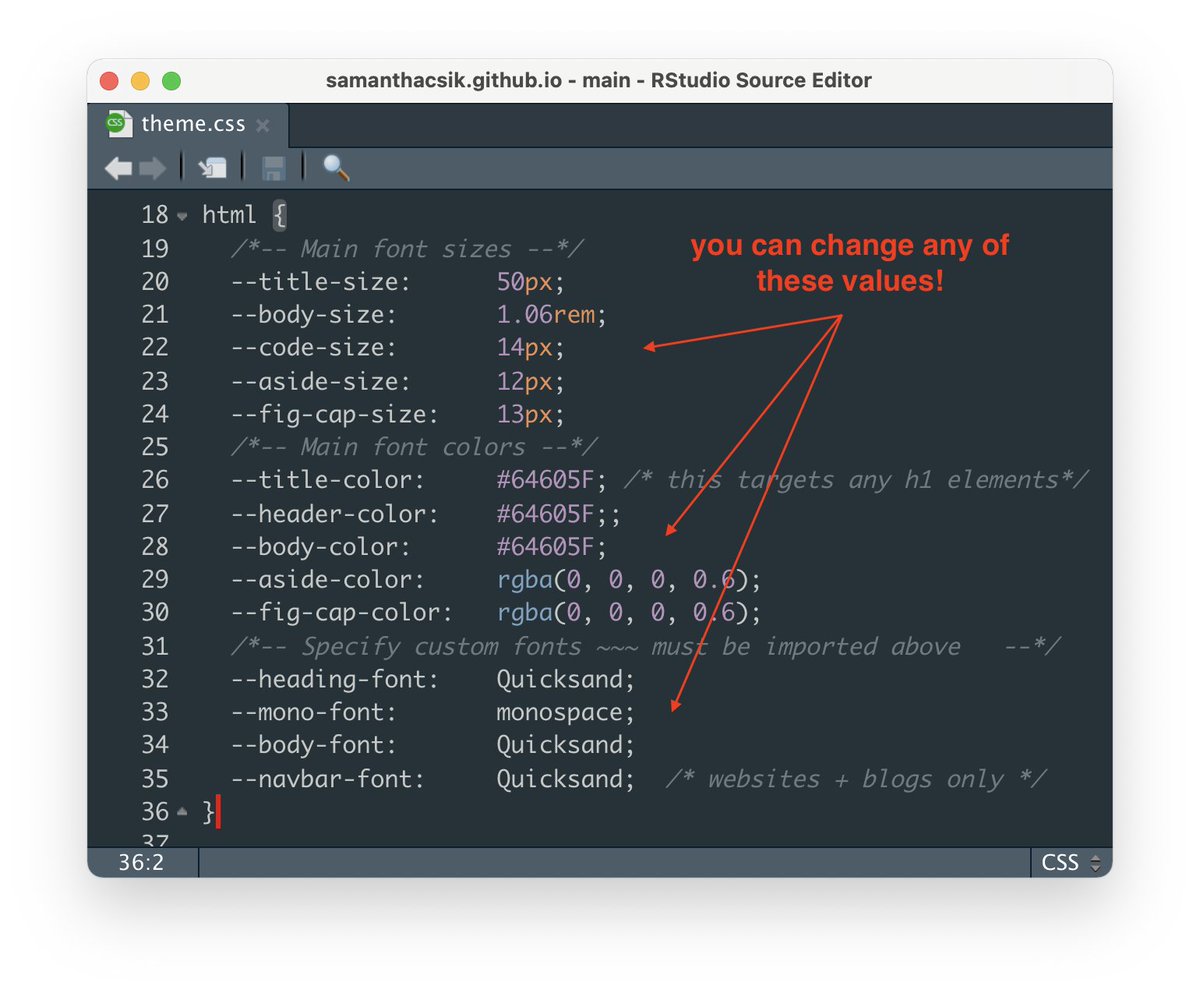 samanthacsik.github.io - main - RStudio Source Editor
CSS theme.css
18 html {
19 /*-- Main font sizes --*/
you can change any of
these values!
20 --title-size: 50px;
21 --body-size: 1.06rem;
22 --code-size: 14px;
23 --aside-size: 12px;
24 --fig-cap-size: 13px;
25 /*-- Main font colors --*/
26 --title-color: #64605F; /* this targets any h1 elements*/
27 --header-color: #64605F;;
28 --body-color: #64605F;
29 --aside-color: rgba(0, 0, 0, 0.6);
30 --fig-cap-color: rgba(0, 0, 0, 0.6);
31 /*-- Specify custom fonts ~~~ must be imported above --*/
32 --heading-font: Quicksand;
33 --mono-font: monospace;
34 --body-font: Quicksand;
35 --navbar-font: Quicksand; /* websites + blogs only */
36 }
37
36:2 CSS